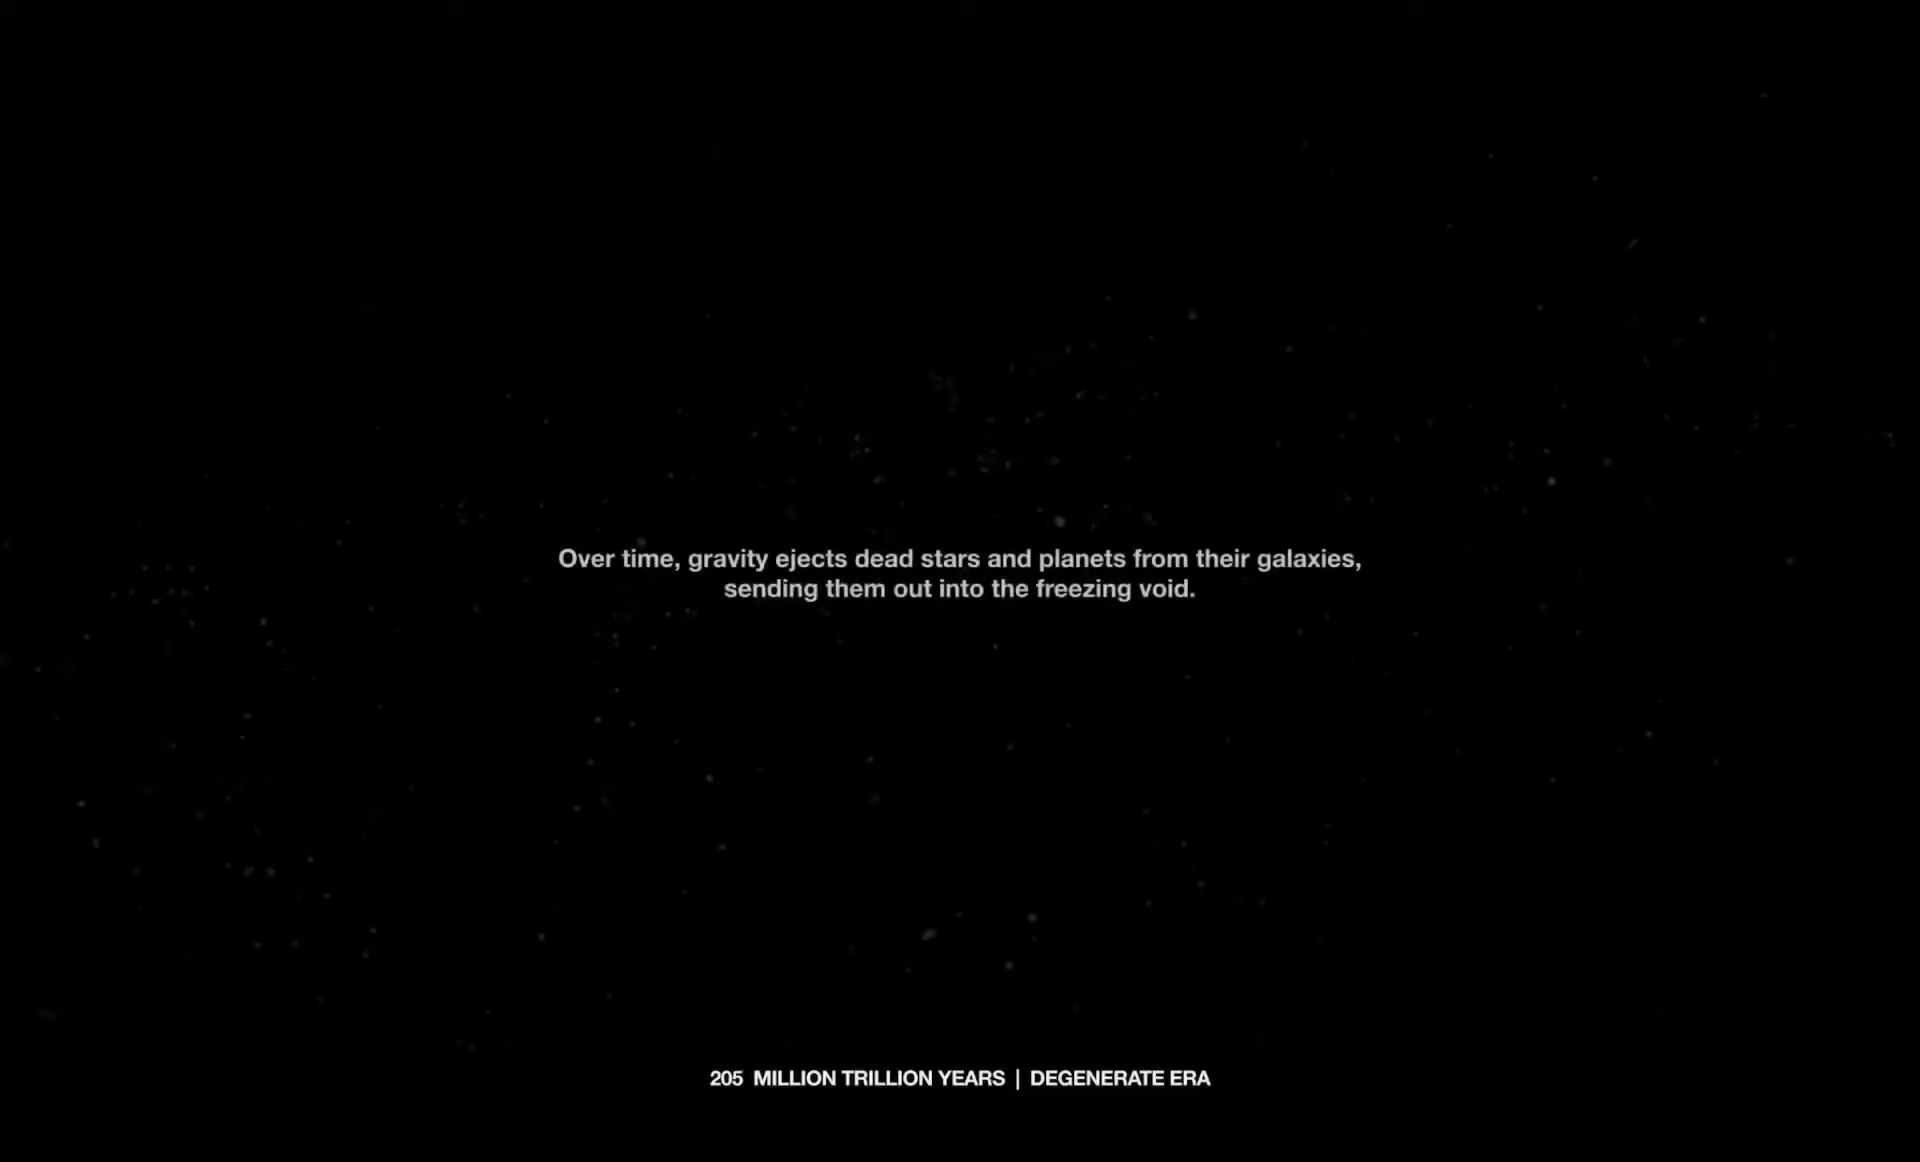 Over time, gravity ejects dead stars and planets from their galaxies,
sending them out into the freezing void.
205 MILLION TRILLION YEARS | DEGENERATE ERA